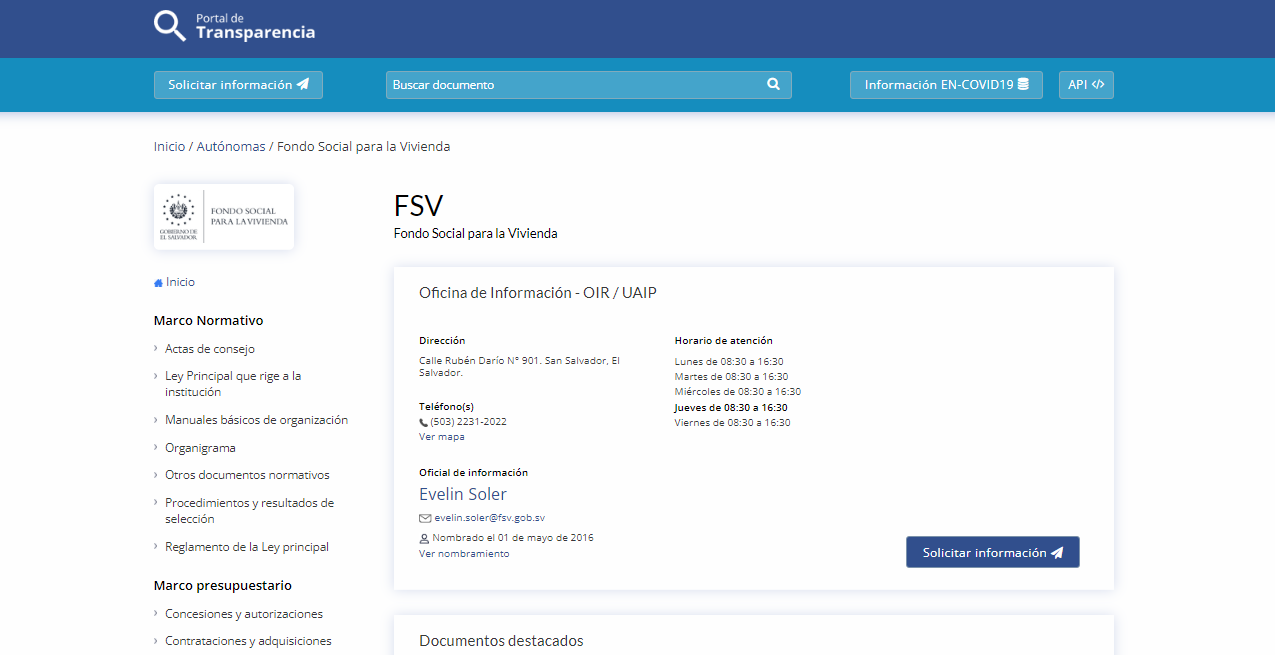 Portal de
Transparencia
Solicitar información
Buscar documento
Información EN-COVID19
API
Inicio / Autónomas / Fondo Social para la Vivienda
GOBIERNO DE
EL SALVADOR
FONDO SOCIAL
PARA LA VIVIENDA
FSV
Fondo Social para la Vivienda
Inicio
Marco Normativo
Actas de consejo
Ley Principal que rige a la
institución
Manuales básicos de organización
Organigrama
Otros documentos normativos
Procedimientos y resultados de
selección
Reglamento de la Ley principal
Marco presupuestario
Concesiones y autorizaciones
Contrataciones y adquisiciones
Oficina de Información - OIR / UAIP
Dirección
Calle Rubén Darío N° 901. San Salvador, El
Salvador.
Teléfono(s)
(503) 2231-2022
Ver mapa
Horario de atención
Lunes de 08:30 a 16:30
Martes de 08:30 a 16:30
Miércoles de 08:30 a 16:30
Jueves de 08:30 a 16:30
Viernes de 08:30 a 16:30
Oficial de información
Evelin Soler
evelin.soler@fsv.gob.sv
Nombrado el 01 de mayo de 2016
Ver nombramiento
Solicitar información
Documentos destacados